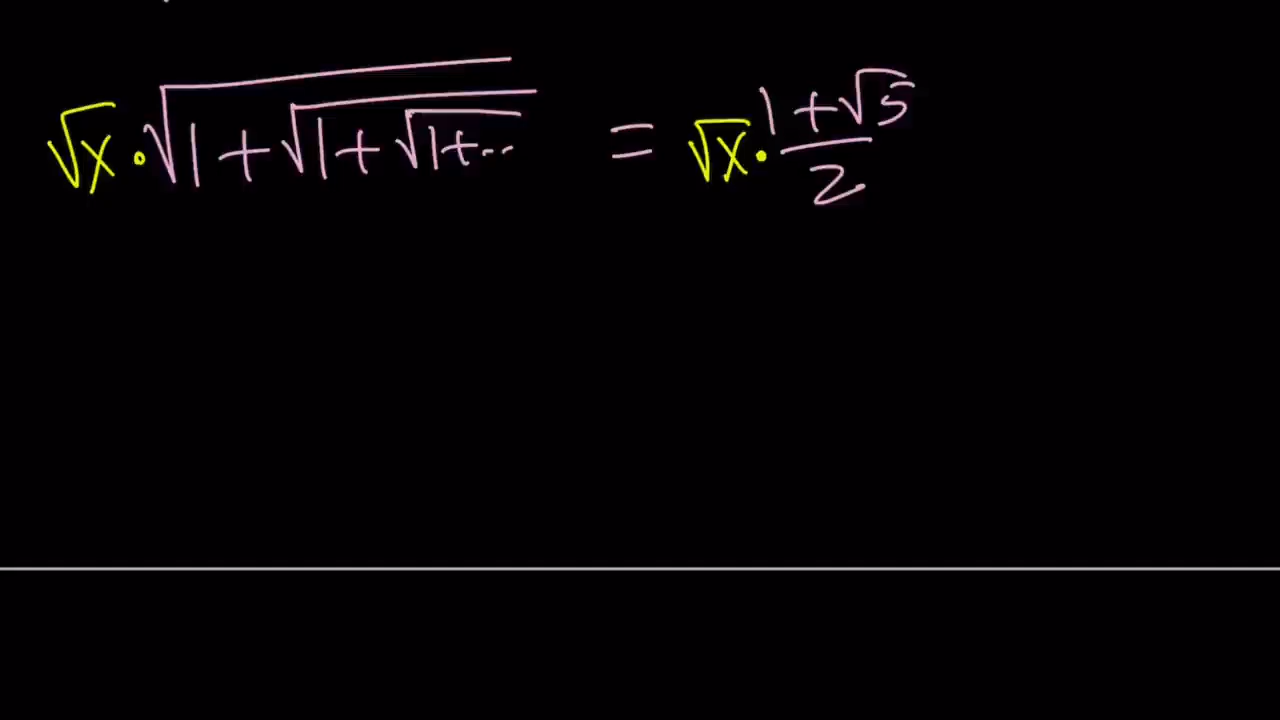 √x · √(1 + √(1 + √(1 + ..))) = √x · (1 + √5)/2